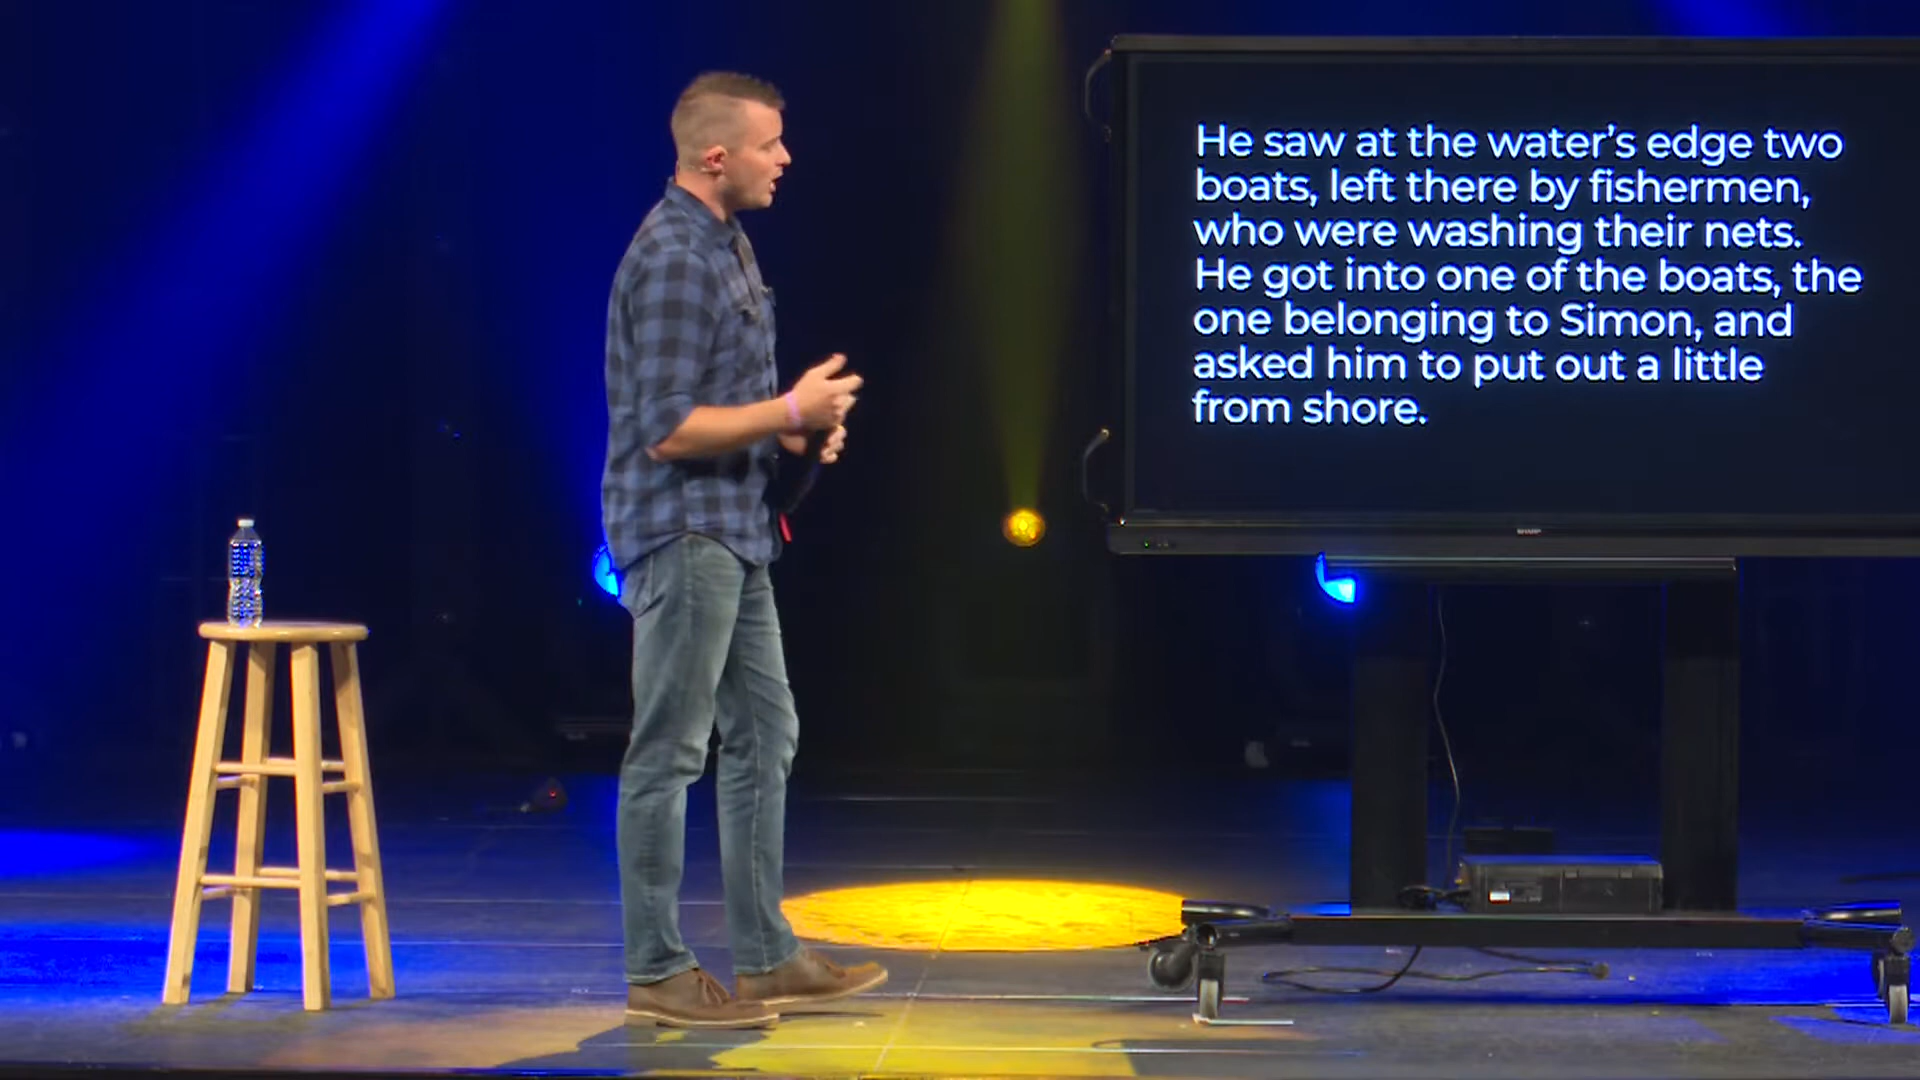 He saw at the water’s edge two
boats, left there by fishermen,
who were washing their nets.
He got into one of the boats, the
one belonging to Simon, and
asked him to put out a little
from shore.
SHARP